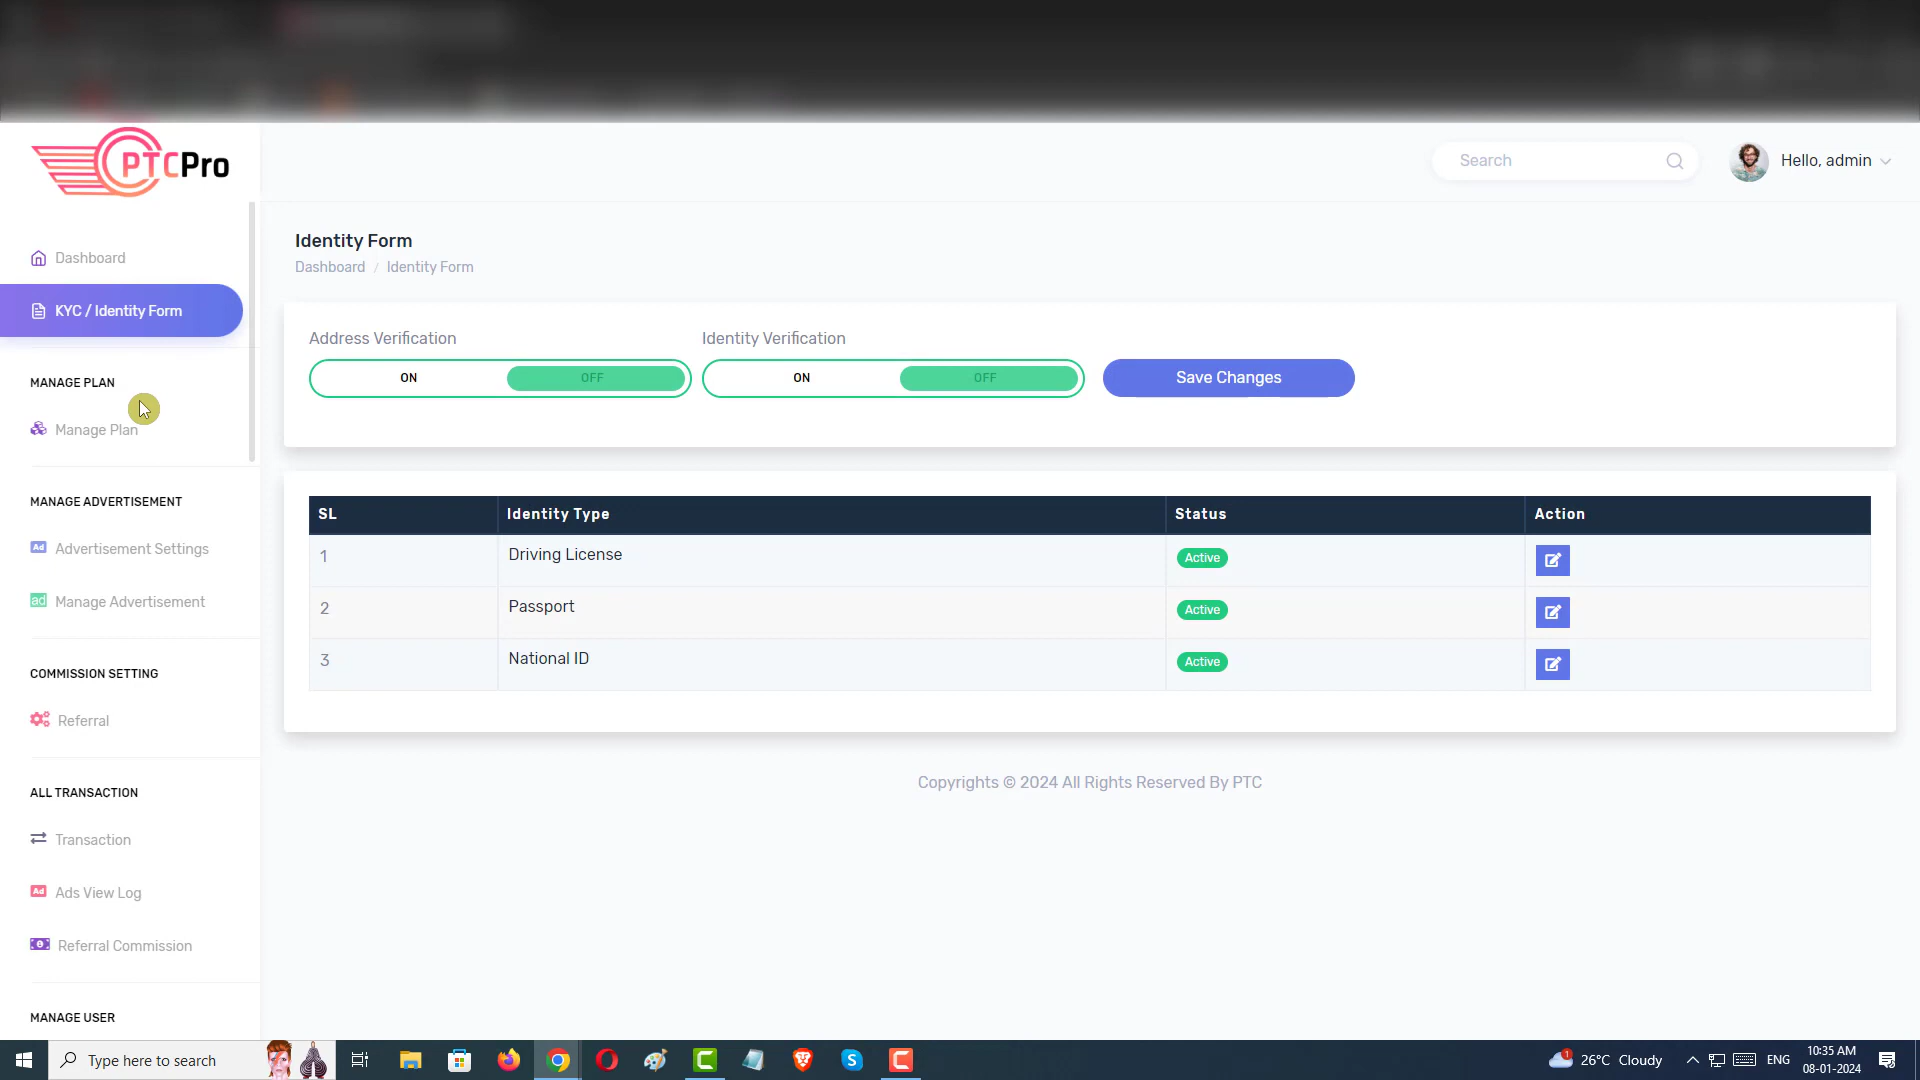 PTCPro
Search
Hello, admin
Dashboard
KYC / Identity Form
MANAGE PLAN
Manage Plan
MANAGE ADVERTISEMENT
Ad Advertisement Settings
ad Manage Advertisement
COMMISSION SETTING
Referral
ALL TRANSACTION
Transaction
Ad Ads View Log
Referral Commission
MANAGE USER
Identity Form
Dashboard / Identity Form
Address Verification
ON OFF
Identity Verification
ON OFF
Save Changes
SL Identity Type Status Action
1 Driving License Active
2 Passport Active
3 National ID Active
Copyrights © 2024 All Rights Reserved By PTC
Type here to search
1
26°C Cloudy
ENG
10:35 AM
08-01-2024